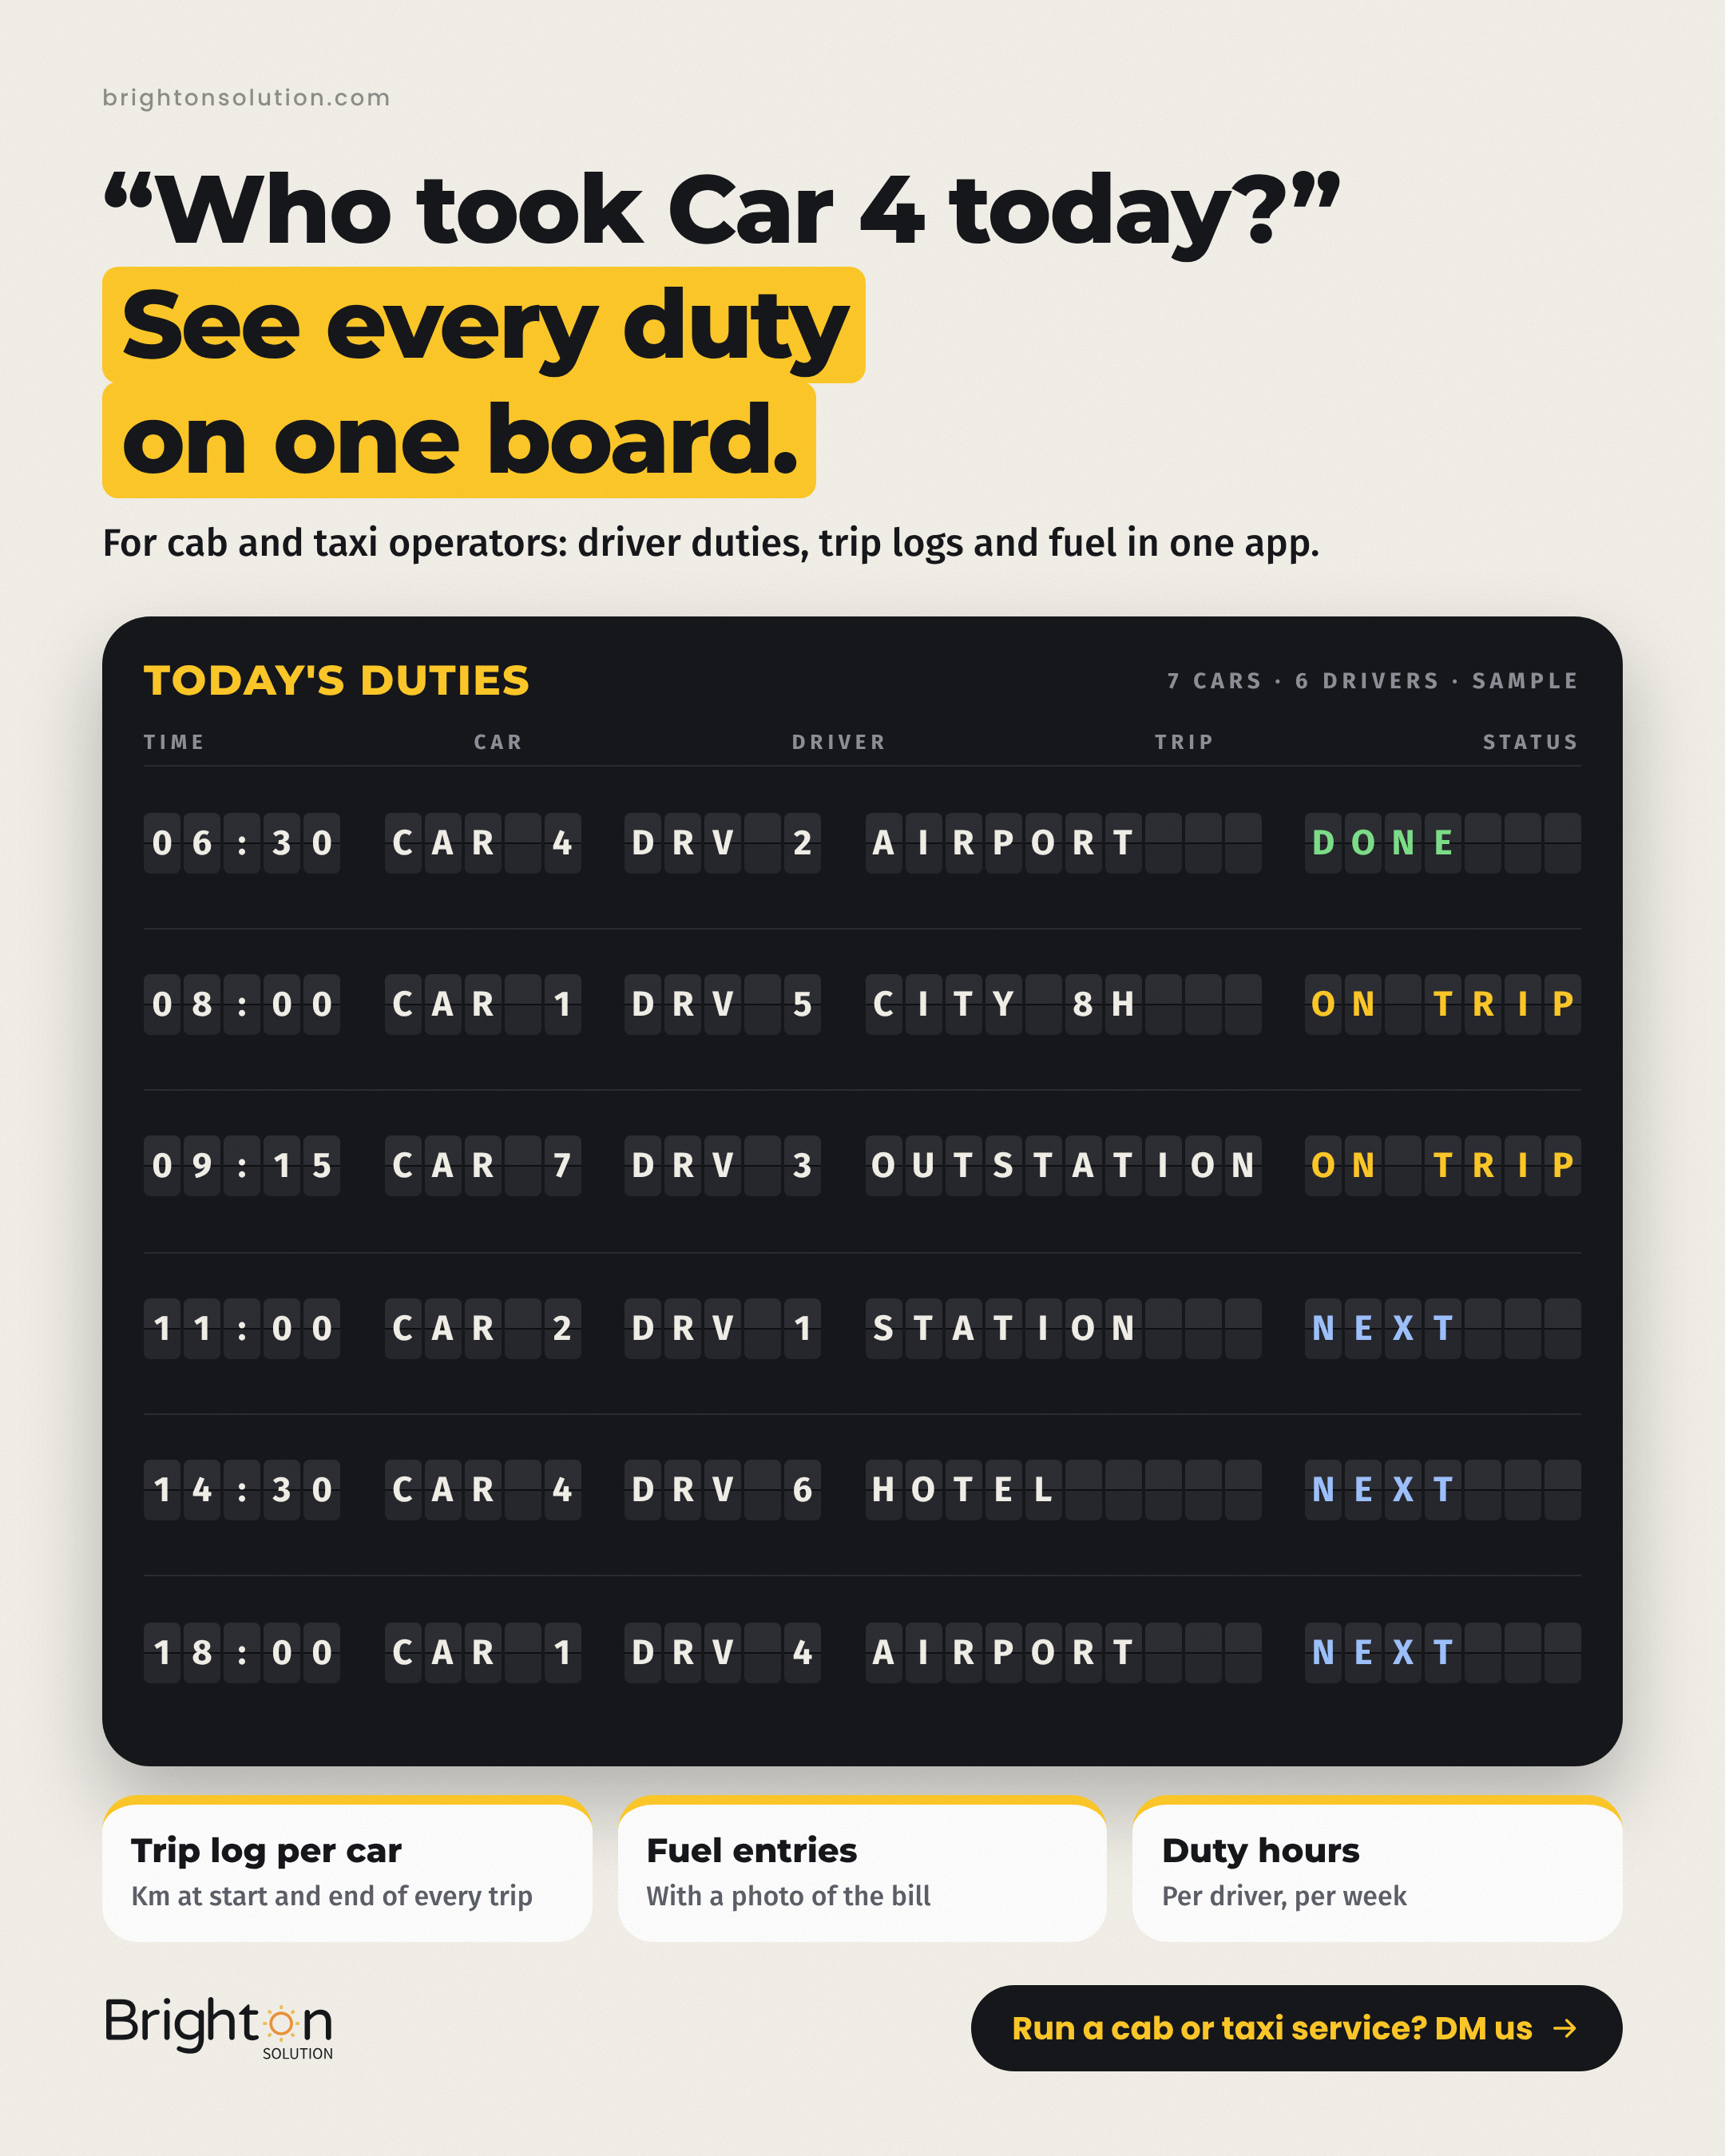 brightonsolution.com
“Who took Car 4 today?”
See every duty
on one board.
For cab and taxi operators: driver duties, trip logs and fuel in one app.
TODAY'S DUTIES
7 CARS · 6 DRIVERS · SAMPLE
TIME CAR DRIVER TRIP STATUS
06:30 CAR 4 DRV 2 AIRPORT DONE
08:00 CAR 1 DRV 5 CITY 8H ON TRIP
09:15 CAR 7 DRV 3 OUTSTATION ON TRIP
11:00 CAR 2 DRV 1 STATION NEXT
14:30 CAR 4 DRV 6 HOTEL NEXT
18:00 CAR 1 DRV 4 AIRPORT NEXT
Trip log per car
Km at start and end of every trip
Fuel entries
With a photo of the bill
Duty hours
Per driver, per week
Brighton
SOLUTION
Run a cab or taxi service? DM us →